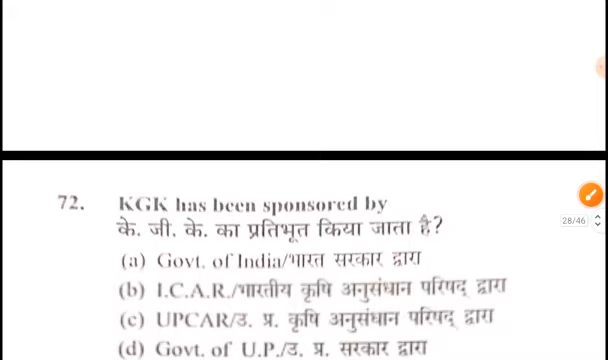 72. KGK has been sponsored by
के. जी. के. का प्रतिभूत किया जाता है?
(a) Govt. of India/भारत सरकार द्वारा
(b) I.C.A.R./भारतीय कृषि अनुसंधान परिषद् द्वारा
(c) UPCAR/उ. प्र. कृषि अनुसंधान परिषद् द्वारा
(d) Govt. of U.P./उ. प्र. सरकार द्वारा
28/46